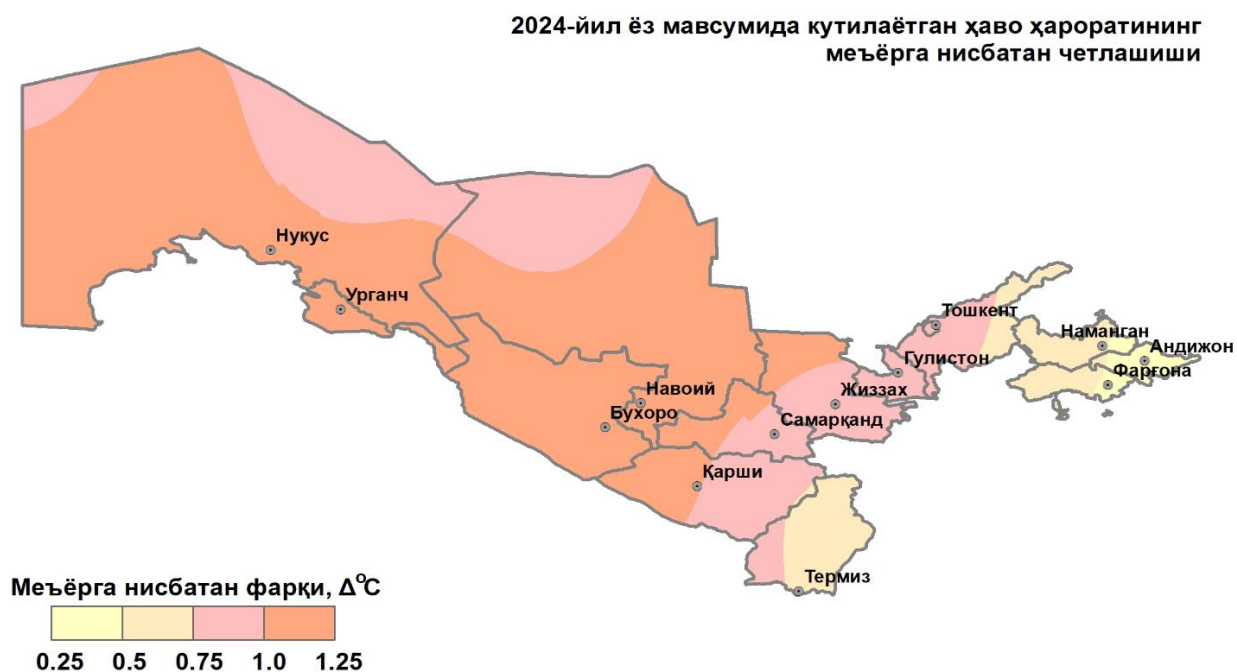 2024-йил ёз мавсумида кутилаётган ҳаво ҳароратининг
меъёрга нисбатан четлашиши
Нукус
Урганч
Тошкент
Наманган
Андижон
Гулистон
Фарғона
Навоий
Жиззах
Бухоро
Самарқанд
Қарши
Термиз
Меъёрга нисбатан фарқи, Δ°C
0.25 0.5 0.75 1.0 1.25